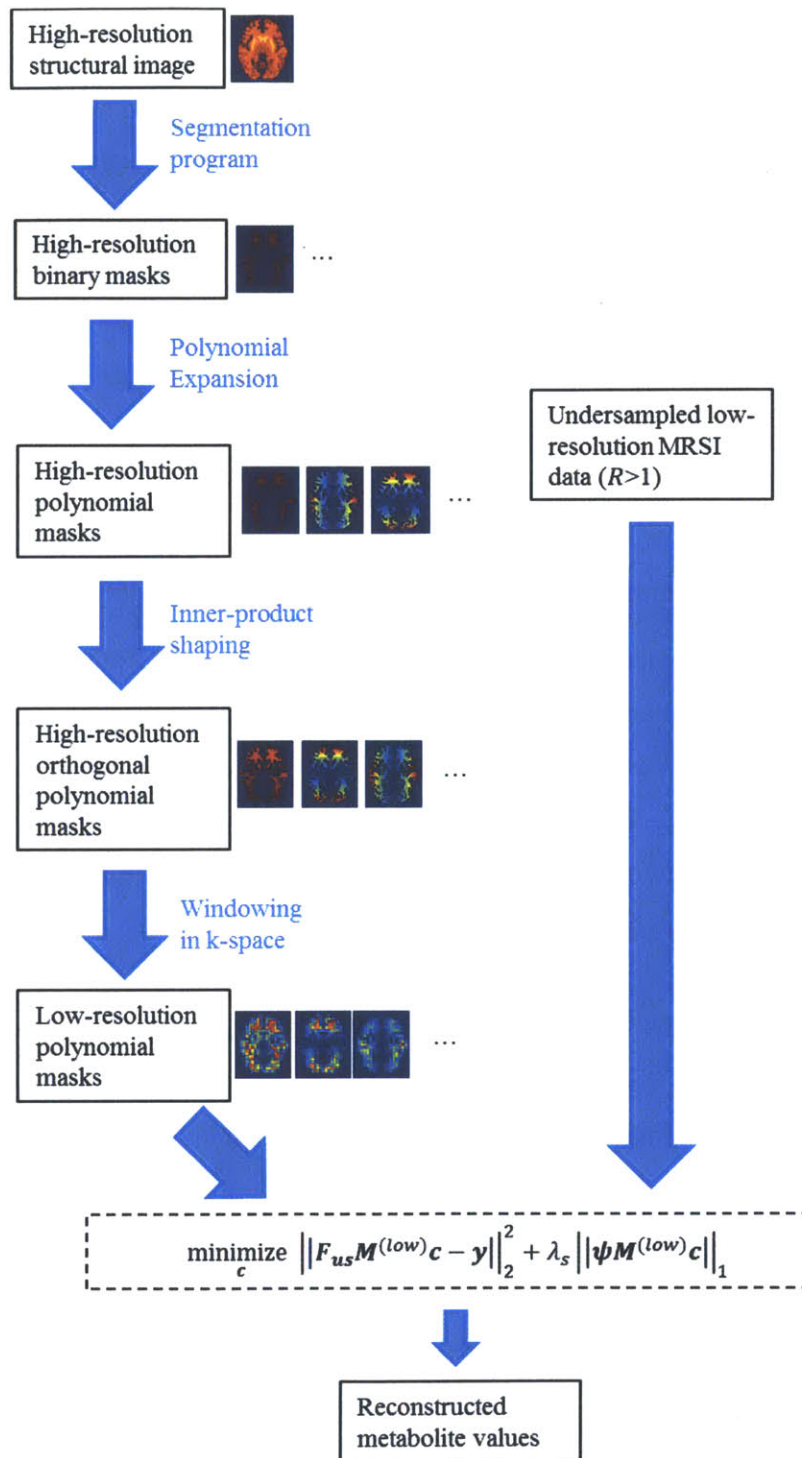 High-resolution
structural image
Segmentation
program
High-resolution
binary masks
...
Polynomial
Expansion
High-resolution
polynomial
masks
...
Undersampled low-
resolution MRSI
data (R>1)
Inner-product
shaping
High-resolution
orthogonal
polynomial
masks
...
Windowing
in k-space
Low-resolution
polynomial
masks
...
minimize ||F_us M^(low) c − y||_2^2 + λ_s ||ψM^(low) c||_1
c
Reconstructed
metabolite values